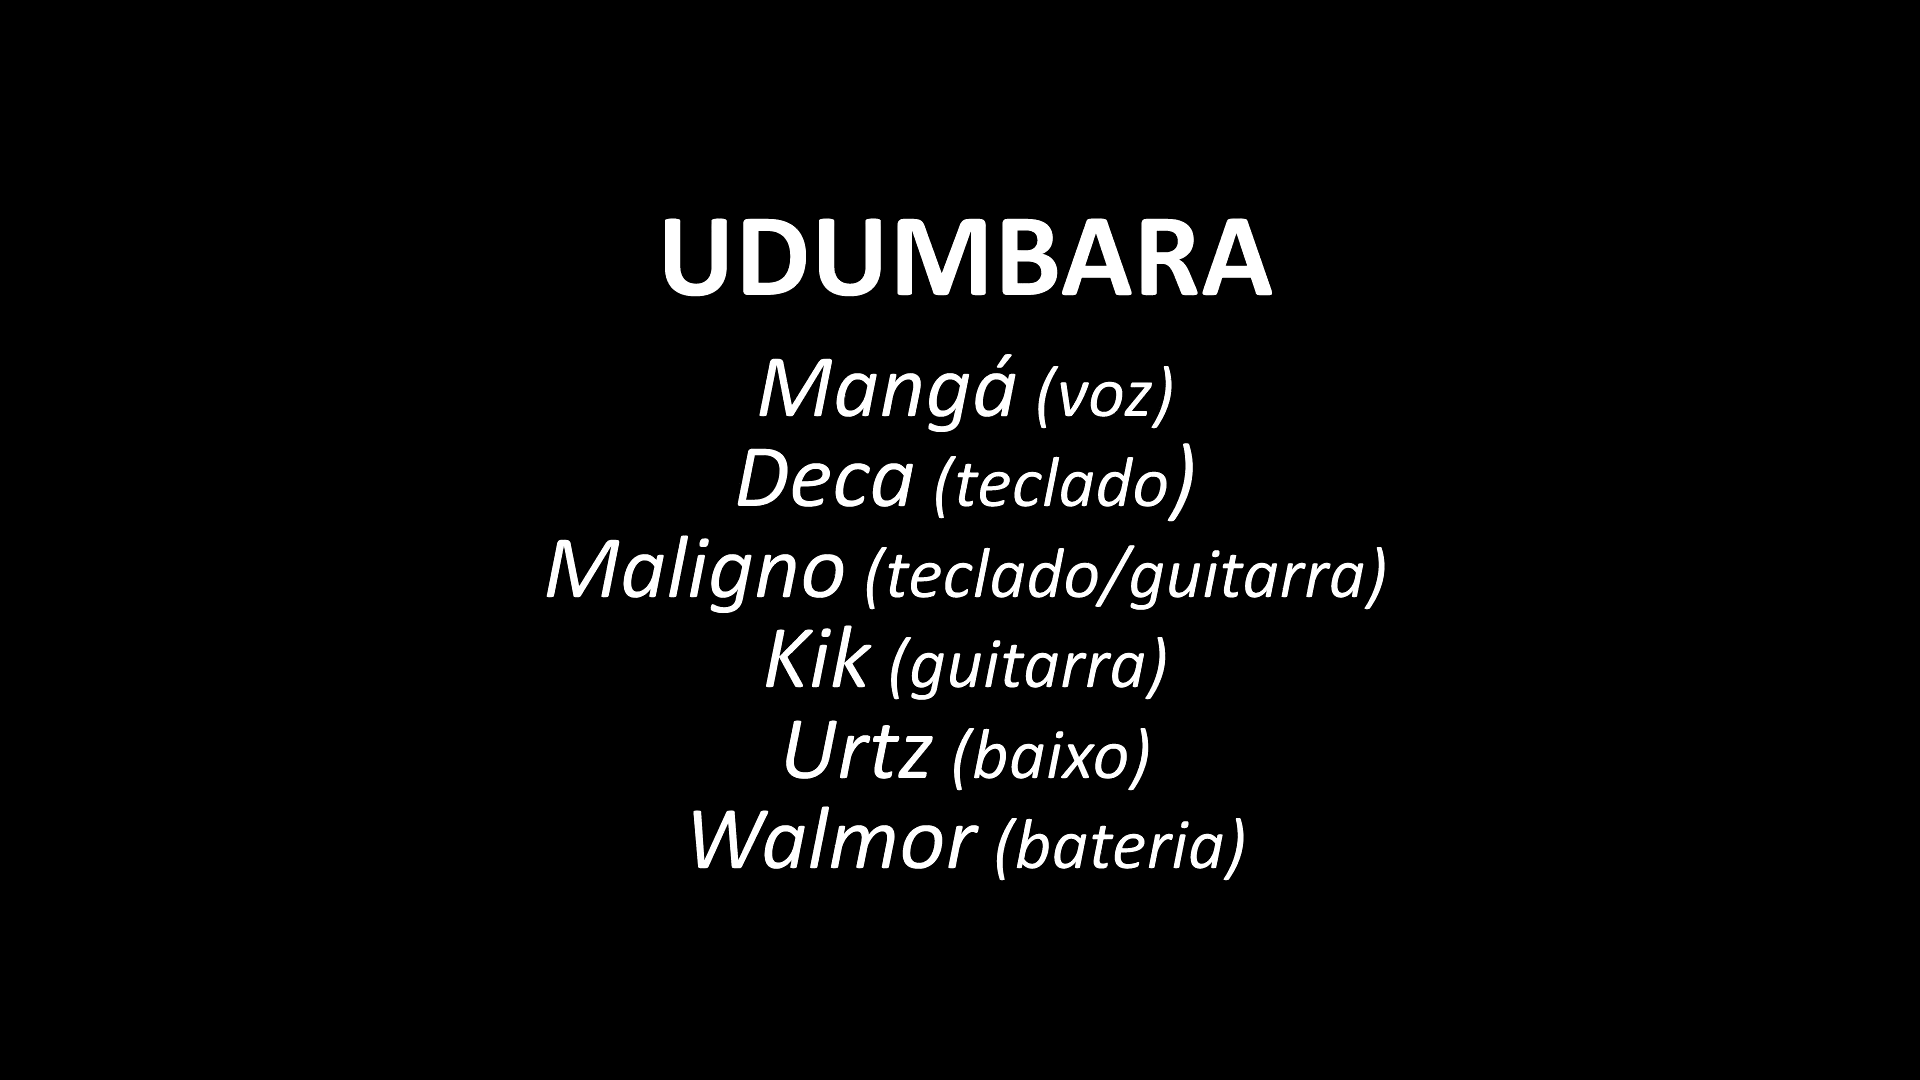 UDUMBARA
Mangá (voz)
Deca (teclado)
Maligno (teclado/guitarra)
Kik (guitarra)
Urtz (baixo)
Walmor (bateria)